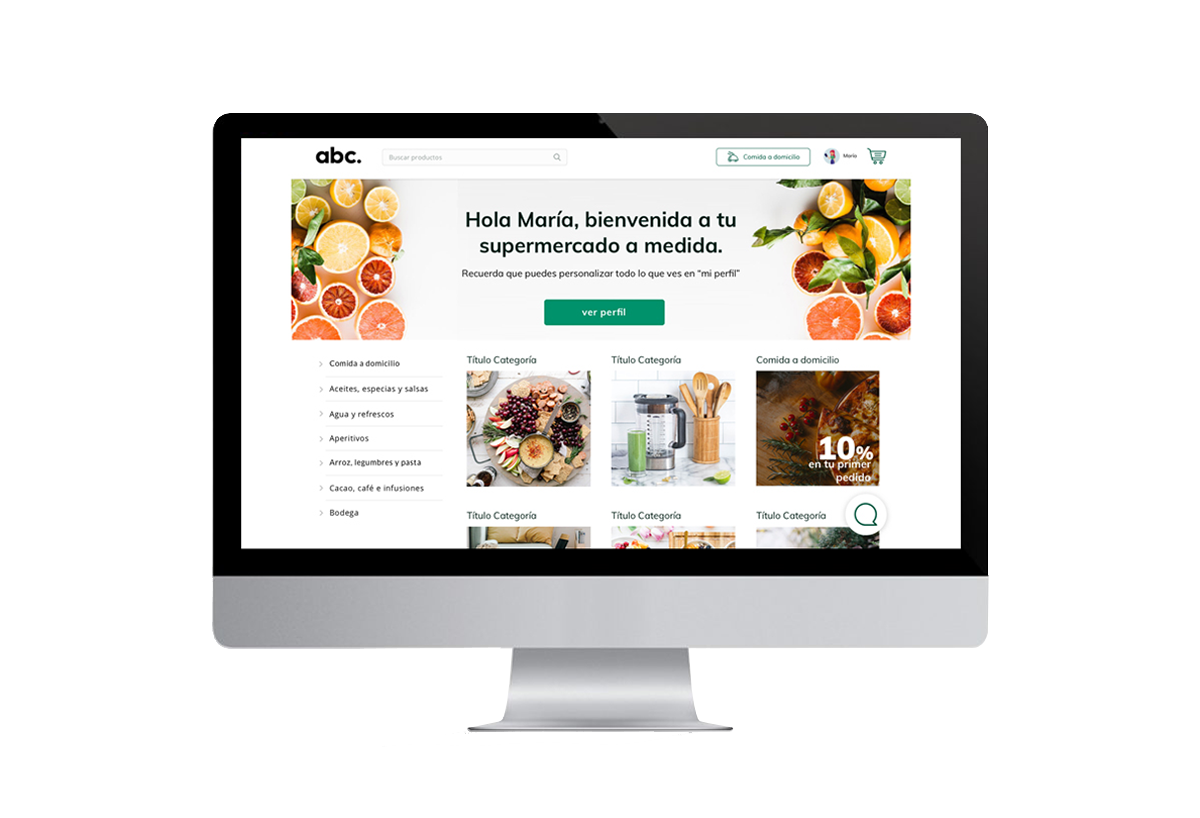 abc.
Buscar productos
Comida a domicilio
María
Hola María, bienvenida a tu
supermercado a medida.
Recuerda que puedes personalizar todo lo que ves en "mi perfil"
ver perfil
Comida a domicilio
Aceites, especias y salsas
Agua y refrescos
Aperitivos
Arroz, legumbres y pasta
Cacao, café e infusiones
Bodega
Título Categoría
Título Categoría
Comida a domicilio
10%
en tu primer
pedido
Título Categoría
Título Categoría
Título Categoría